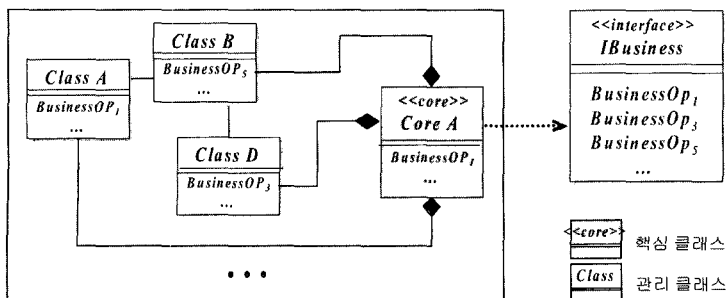 Class A
BusinessOP₁
...
Class B
BusinessOP₅
...
Class D
BusinessOP₃
...
<<core>>
Core A
BusinessOP₁
...
<<interface>>
IBusiness
BusinessOp₁
BusinessOp₃
BusinessOp₅
...
<<core>> 핵심 클래스
Class 관리 클래스
...